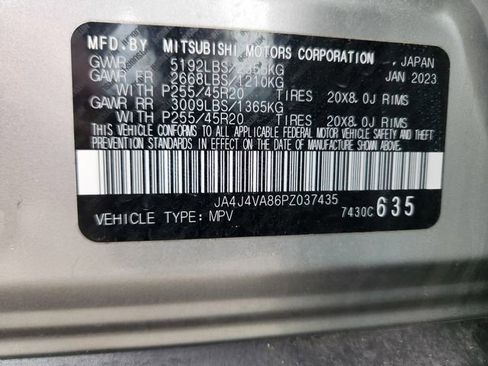 MFD.BY MITSUBISHI MOTORS CORPORATION
GWVR 5192LBS/2355KG JAPAN
GAWR FR 2668LBS/1210KG JAN 2023
WITH P255/45R20 TIRES 20X8.0J RIMS
GAWR RR 3009LBS/1365KG
WITH P255/45R20 TIRES 20X8.0J RIMS
THIS VEHICLE CONFORMS TO ALL APPLICABLE FEDERAL MOTOR VEHICLE SAFETY AND THEFT
PREVENTION STANDARDS IN EFFECT ON THE DATE OF MANUFACTURE SHOWN ABOVE.
JA4J4VA86PZ037435
VEHICLE TYPE: MPV 7430C 635